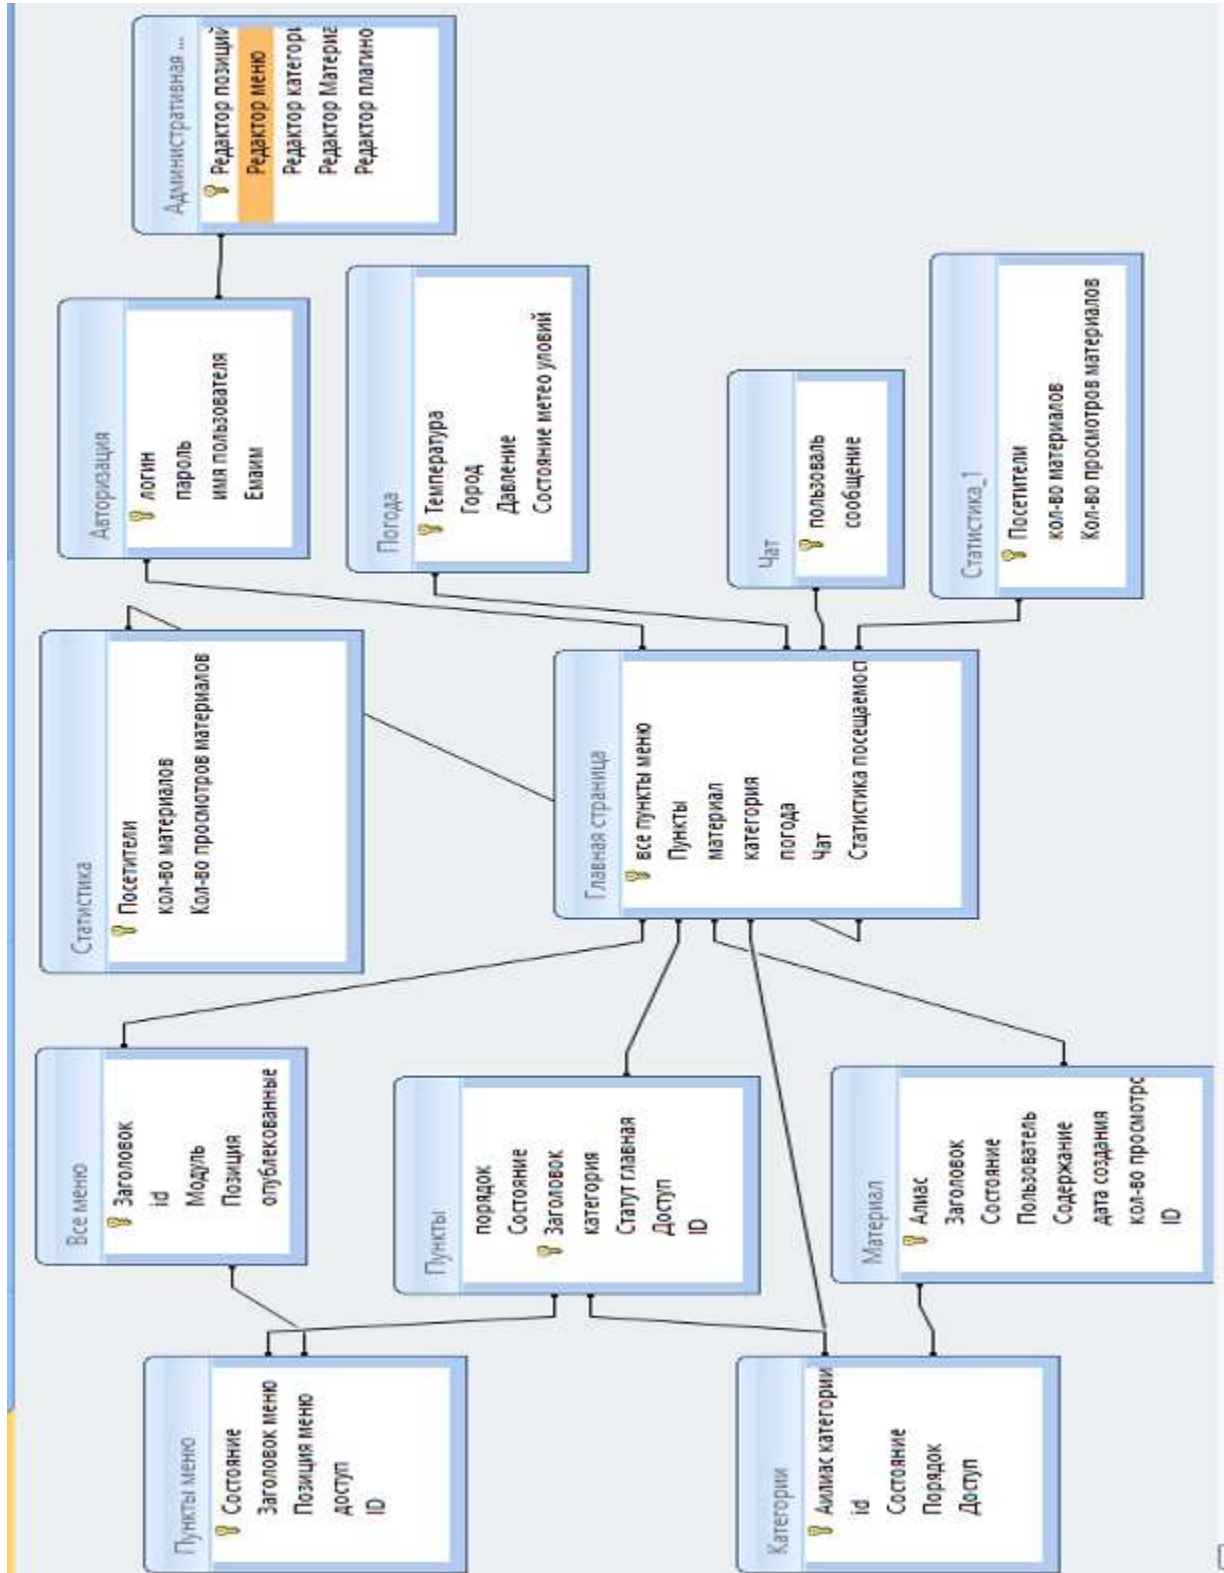 Пункты меню
Состояние
Заголовок меню
Позиция меню
доступ
ID
Все меню
Заголовок
id
Модуль
Позиция
опублекованные
Статистика
Посетители
кол-во материалов
Кол-во просмотров материалов
Авторизация
логин
пароль
имя пользователя
Емаим
Административная ...
Редактор позиций
Редактор меню
Редактор категори
Редактор Материа
Редактор плагино
Пункты
порядок
Состояние
Заголовок
категория
Статут главная
Доступ
ID
Погода
Температура
Город
Давление
Состояние метео уловий
Главная страница
все пункты меню
Пункты
материал
категория
погода
Чат
Статистика посещаемост
Категории
Аилиас категории
id
Состояние
Порядок
Доступ
Материал
Алиас
Заголовок
Состояние
Пользователь
Содержание
дата создания
кол-во просмотрс
ID
Чат
пользоваль
сообщение
Статистика_1
Посетители
кол-во материалов
Кол-во просмотров материалов